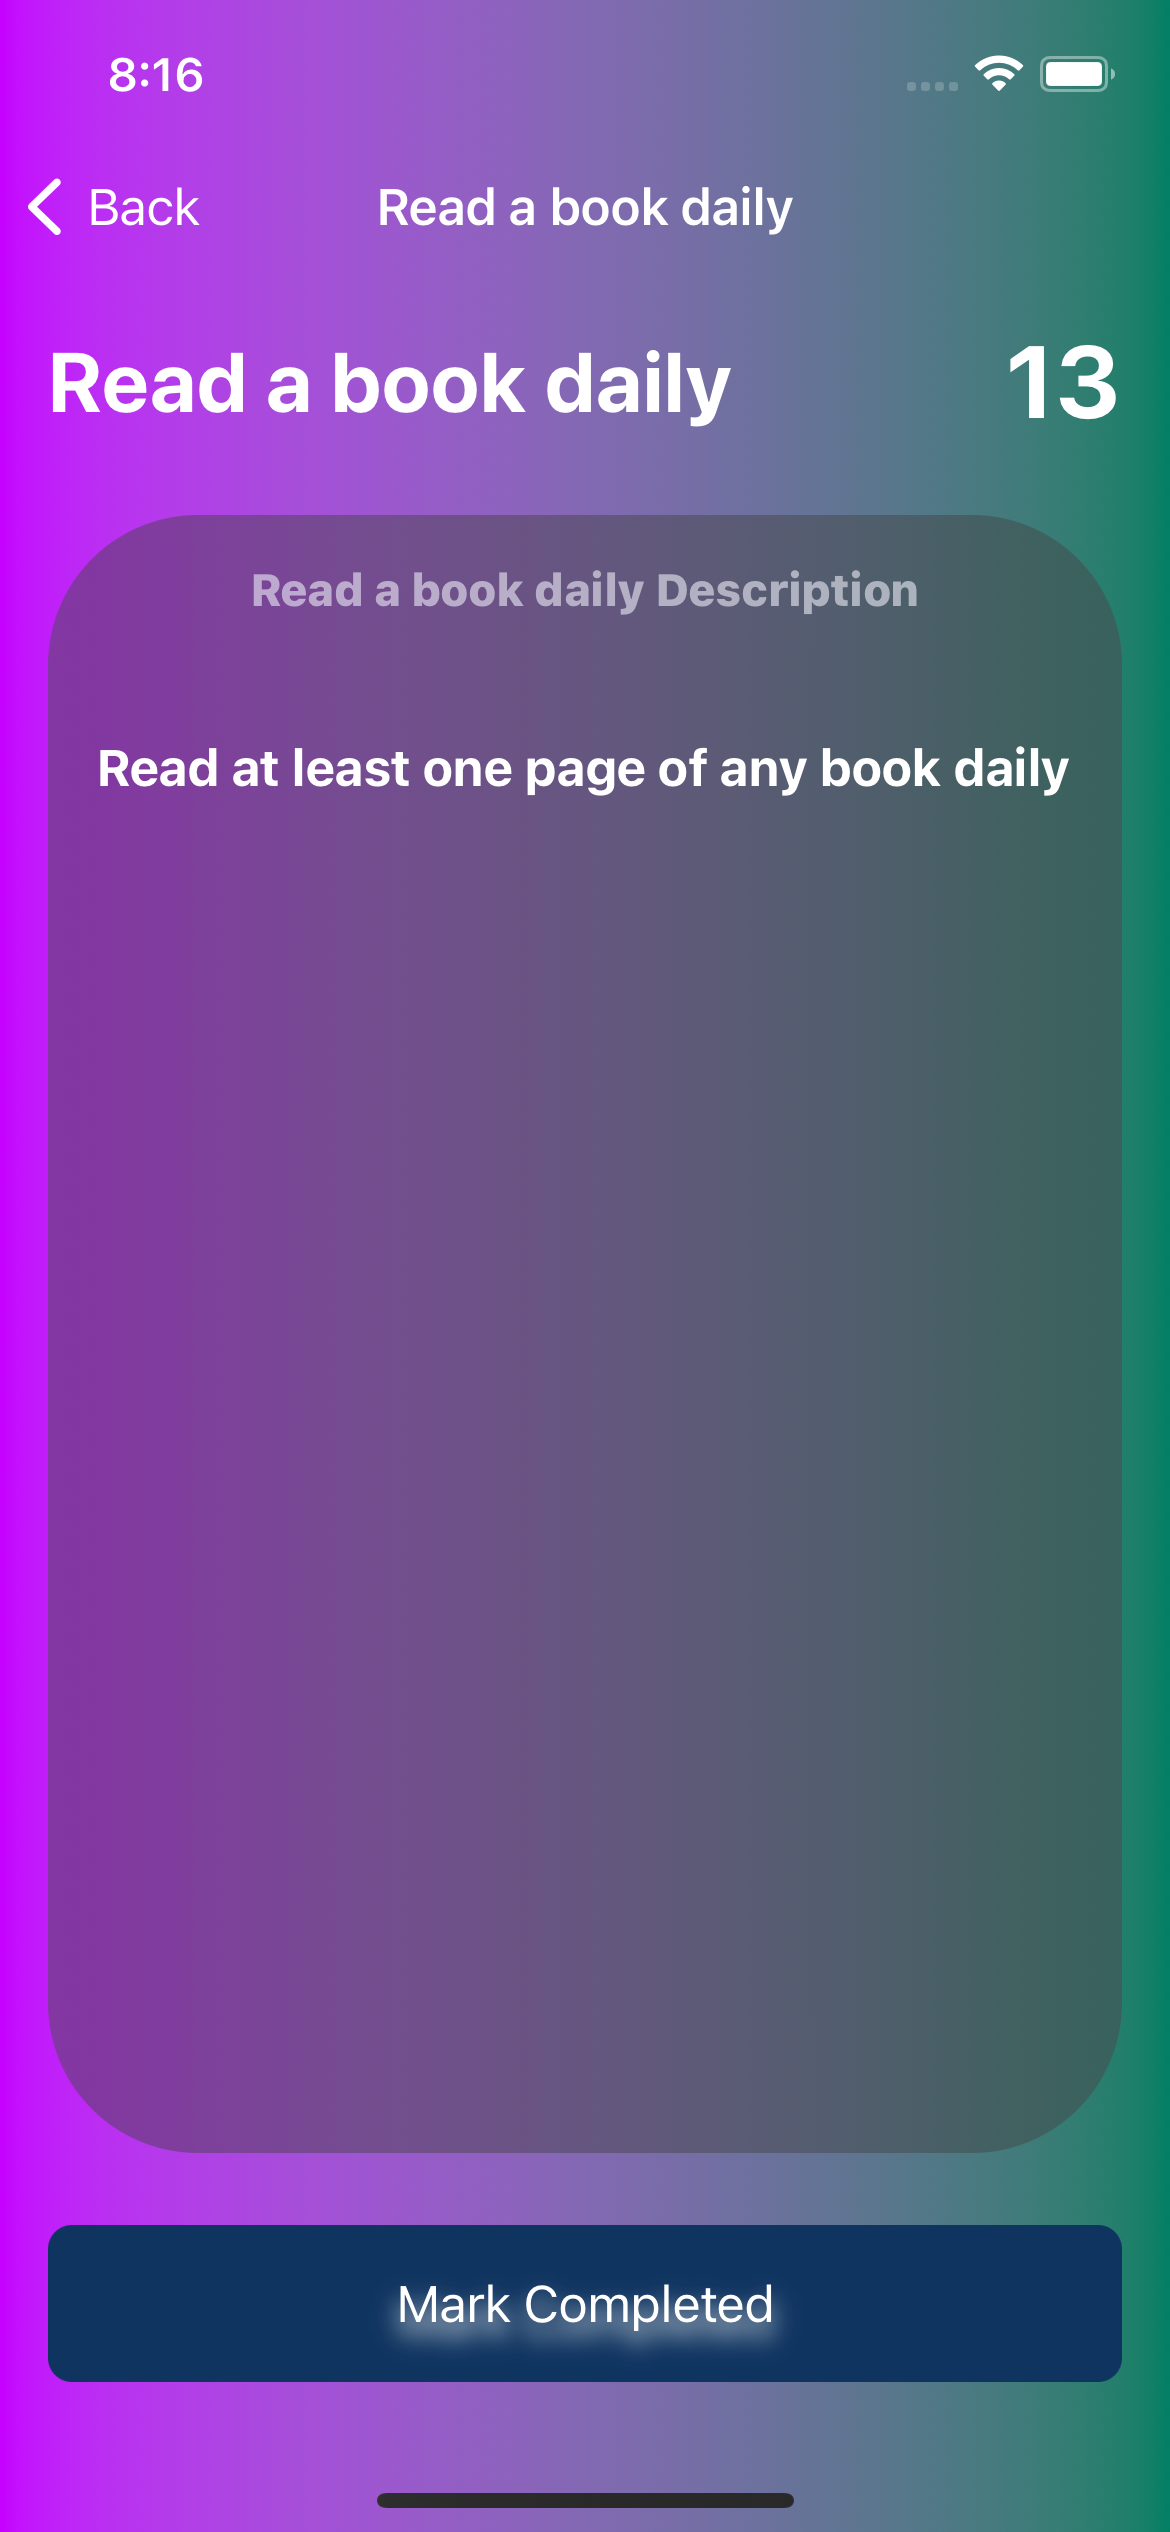 8:16
Back
Read a book daily
Read a book daily
13
Read a book daily Description
Read at least one page of any book daily
Mark Completed